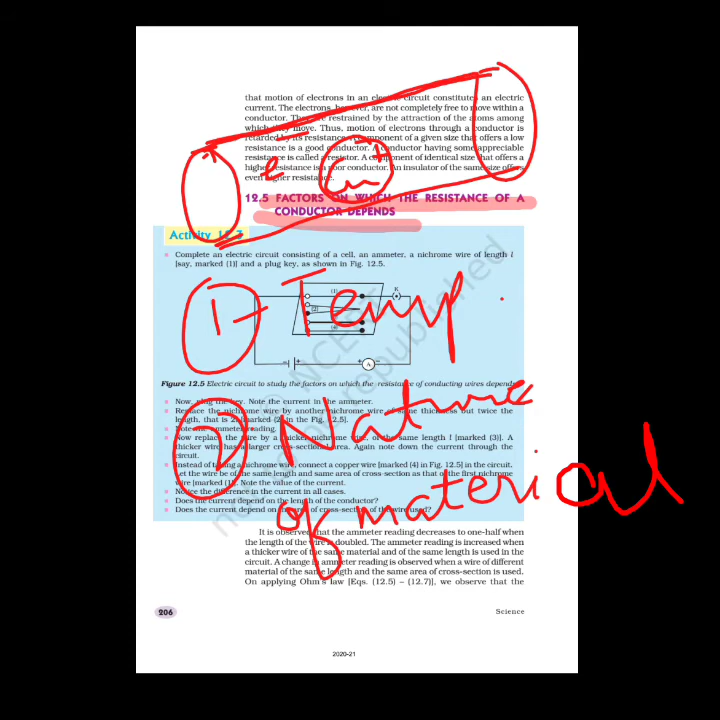 that motion of electrons in an electric circuit constitutes an electric
current. The electrons, however, are not completely free to move within a
conductor. They are restrained by the attraction of the atoms among
which they move. Thus, motion of electrons through a conductor is
retarded by its resistance. A component of a given size that offers a low
resistance is a good conductor. A conductor having some appreciable
resistance is called a resistor. A component of identical size that offers a
higher resistance is a poor conductor. An insulator of the same size offers
even higher resistance.
12.5 FACTORS ON WHICH THE RESISTANCE OF A
CONDUCTOR DEPENDS
Activity
Complete an electric circuit consisting of a cell, an ammeter, a nichrome wire of length l
[say, marked (1)] and a plug key, as shown in Fig. 12.5.
1 Temp.
(1)
K
(2)
(4)
− +
+ A −
Figure 12.5 Electric circuit to study the factors on which the resistance of conducting wires depends
Now, plug the key. Note the current in the ammeter.
Replace the nichrome wire by another nichrome wire of same thickness but twice the
length, that is 2l [marked (2) in the Fig. 12.5].
Note the ammeter reading.
Now replace the wire by a thicker nichrome wire, of the same length l [marked (3)]. A
thicker wire has a larger cross-sectional area. Again note down the current through the
circuit.
Instead of taking a nichrome wire, connect a copper wire [marked (4) in Fig. 12.5] in the circuit.
Let the wire be of the same length and same area of cross-section as that of the first nichrome
wire [marked (1)]. Note the value of the current.
Notice the difference in the current in all cases.
Does the current depend on the length of the conductor?
Does the current depend on the area of cross-section of the wire used?
2 Nature
of material
It is observed that the ammeter reading decreases to one-half when
the length of the wire is doubled. The ammeter reading is increased when
a thicker wire of the same material and of the same length is used in the
circuit. A change in ammeter reading is observed when a wire of different
material of the same length and the same area of cross-section is used.
On applying Ohm's law [Eqs. (12.5) – (12.7)], we observe that the
206
Science
2020-21